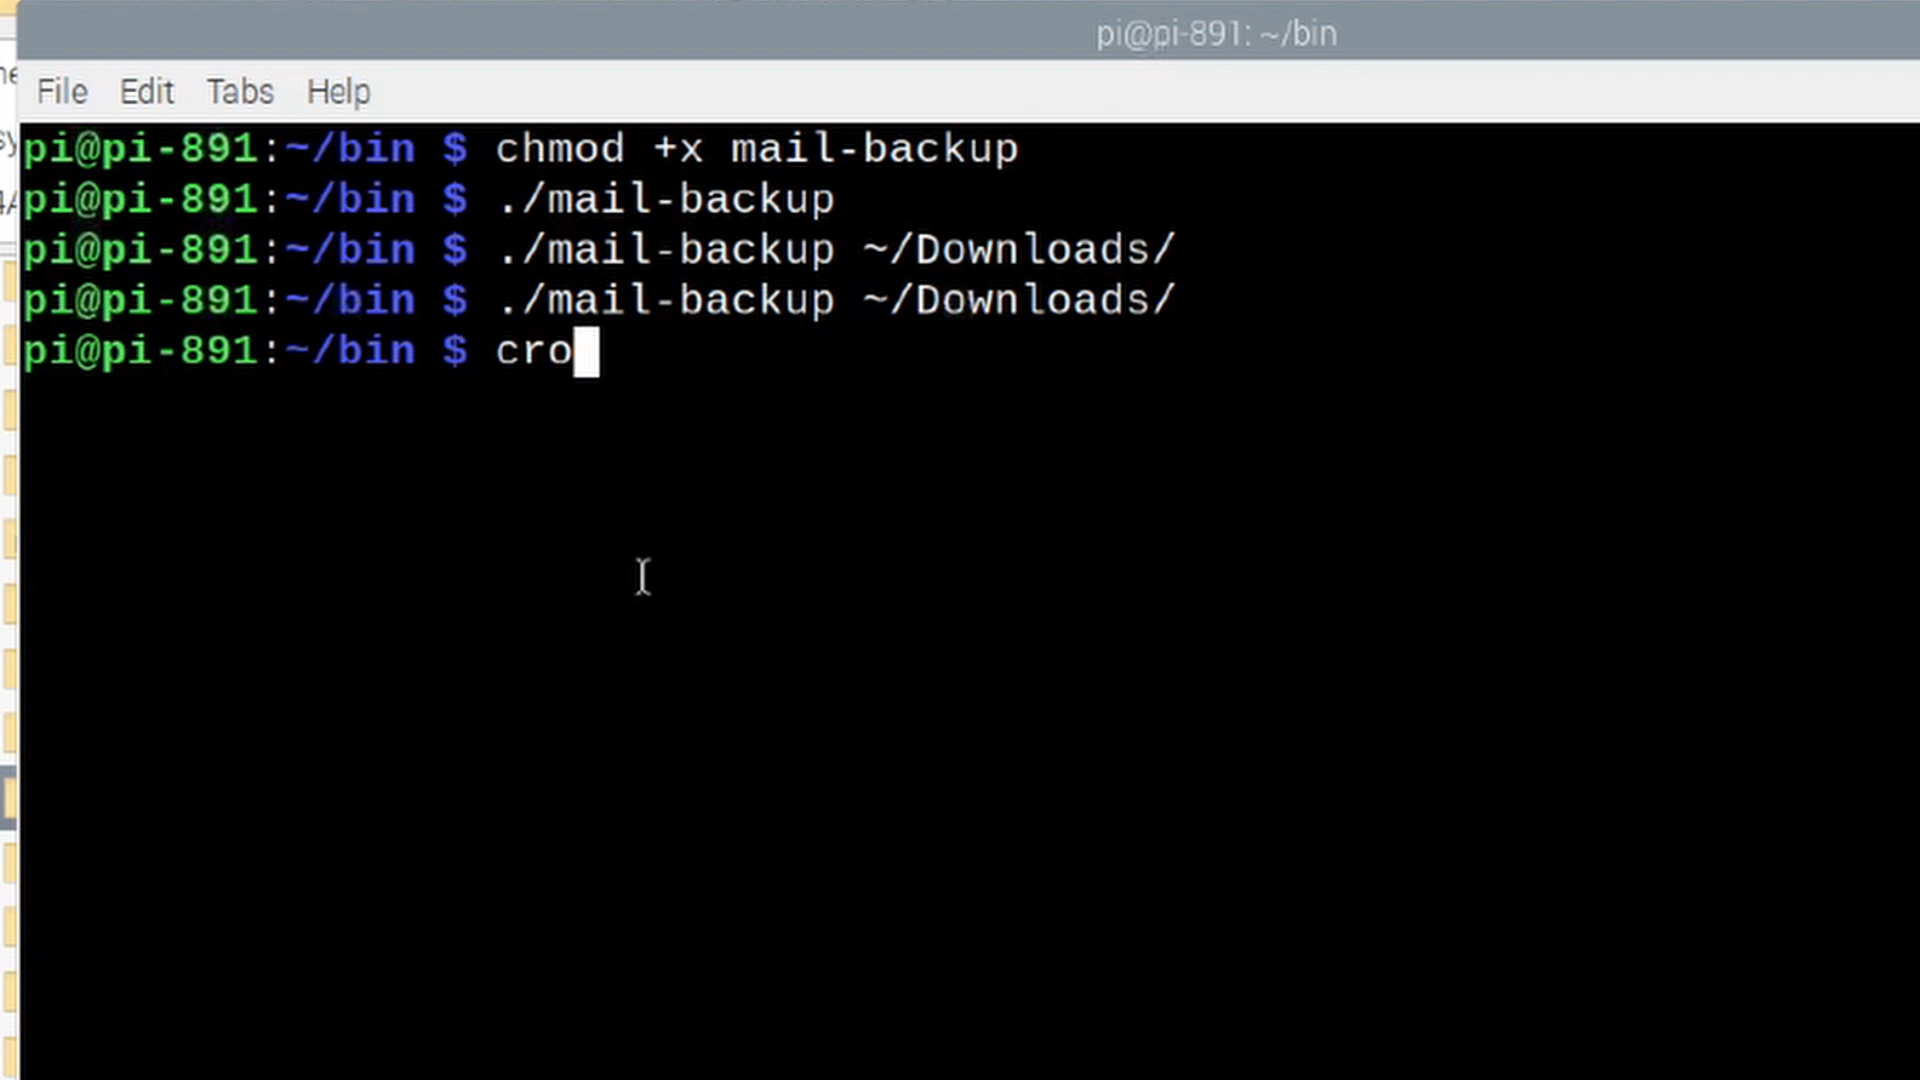 pi@pi-891: ~/bin
File Edit Tabs Help
pi@pi-891:~/bin $ chmod +x mail-backup
pi@pi-891:~/bin $ ./mail-backup
pi@pi-891:~/bin $ ./mail-backup ~/Downloads/
pi@pi-891:~/bin $ ./mail-backup ~/Downloads/
pi@pi-891:~/bin $ cro